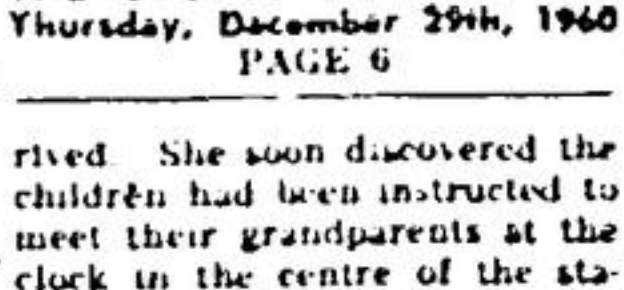 Thursday, December 29th, 1960
PAGE 6
rived. She soon discovered the
children had been instructed to
meet their grandparents at the
clock in the centre of the sta-